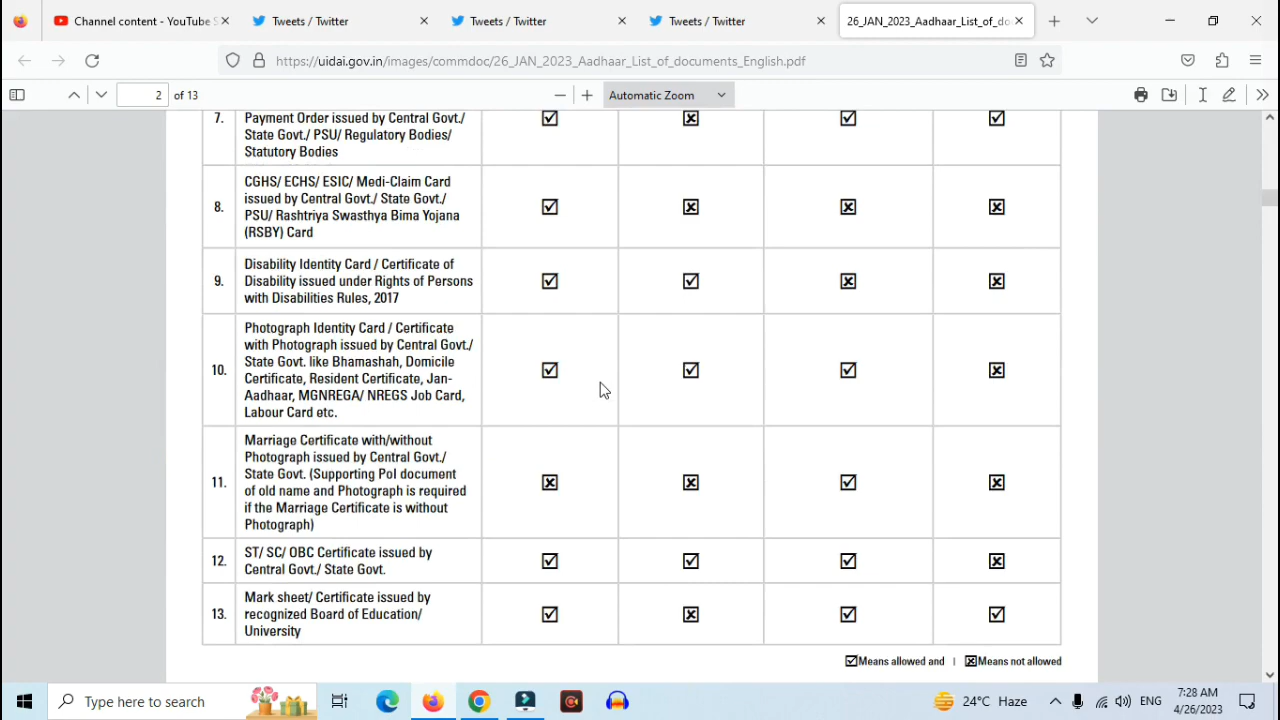 Channel content - YouTube S
Tweets / Twitter
Tweets / Twitter
Tweets / Twitter
26_JAN_2023_Aadhaar_List_of_do
https://uidai.gov.in/images/commdoc/26_JAN_2023_Aadhaar_List_of_documents_English.pdf
2 of 13
Automatic Zoom
7.
Payment Order issued by Central Govt./
State Govt./ PSU/ Regulatory Bodies/
Statutory Bodies
8.
CGHS/ ECHS/ ESIC/ Medi-Claim Card
issued by Central Govt./ State Govt./
PSU/ Rashtriya Swasthya Bima Yojana
(RSBY) Card
9.
Disability Identity Card / Certificate of
Disability issued under Rights of Persons
with Disabilities Rules, 2017
10.
Photograph Identity Card / Certificate
with Photograph issued by Central Govt./
State Govt. like Bhamashah, Domicile
Certificate, Resident Certificate, Jan-
Aadhaar, MGNREGA/ NREGS Job Card,
Labour Card etc.
11.
Marriage Certificate with/without
Photograph issued by Central Govt./
State Govt. (Supporting PoI document
of old name and Photograph is required
if the Marriage Certificate is without
Photograph)
12.
ST/ SC/ OBC Certificate issued by
Central Govt./ State Govt.
13.
Mark sheet/ Certificate issued by
recognized Board of Education/
University
Means allowed and | Means not allowed
Type here to search
24°C Haze
ENG
7:28 AM
4/26/2023